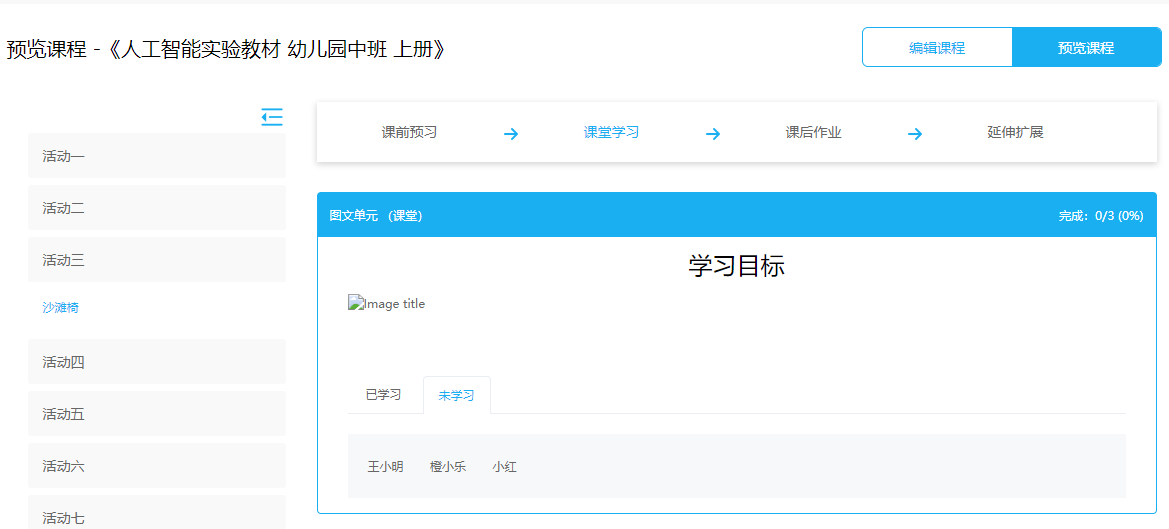 预览课程 -《人工智能实验教材 幼儿园中班 上册》
编辑课程
预览课程
活动一
活动二
活动三
沙滩椅
活动四
活动五
活动六
活动七
课前预习
课堂学习
课后作业
延伸扩展
图文单元 （课堂）
完成：0/3 (0%)
学习目标
Image title
已学习
未学习
王小明 橙小乐 小红